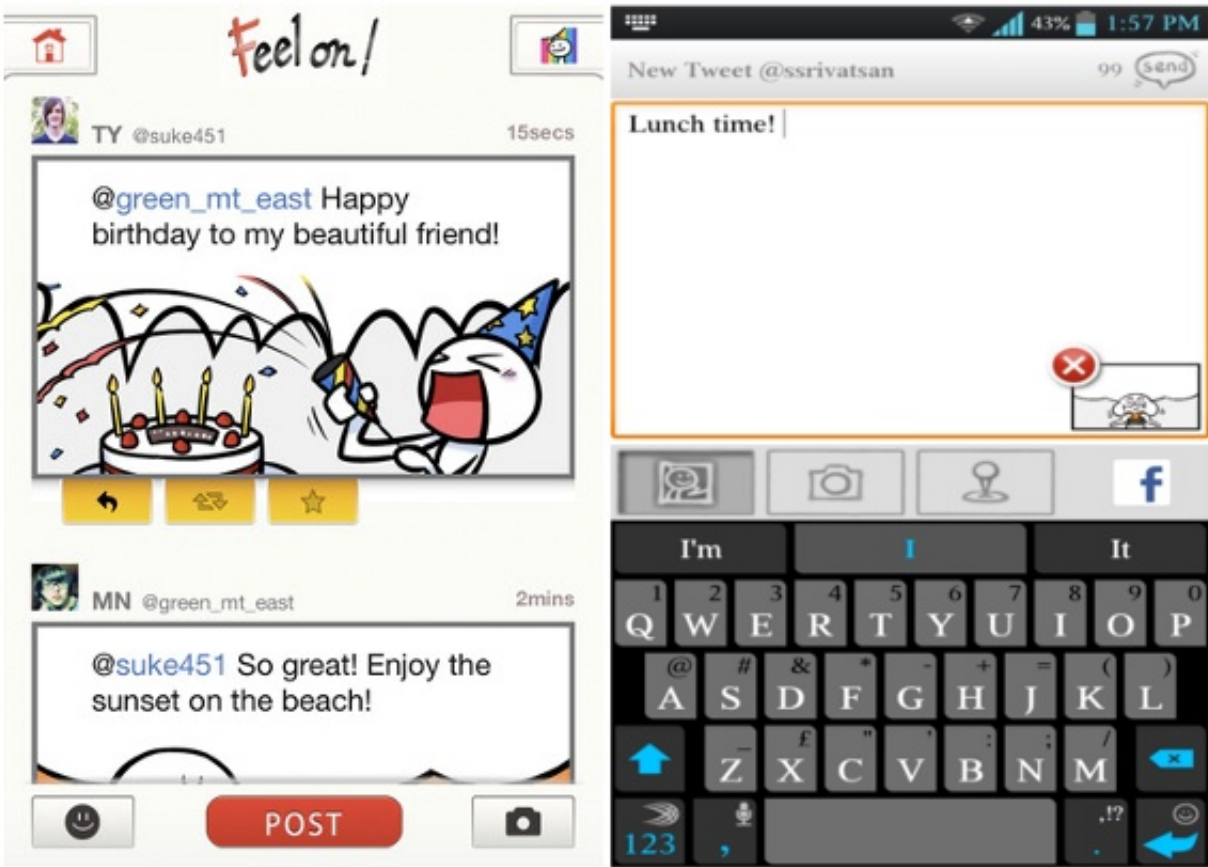 Feel on!
TY @suke451
15secs
@green_mt_east Happy
birthday to my beautiful friend!
MN @green_mt_east
2mins
@suke451 So great! Enjoy the
sunset on the beach!
POST
43% 1:57 PM
New Tweet @ssrivatsan
99 send
Lunch time!
f
I'm I It
1 2 3 4 5 6 7 8 9 0
Q W E R T Y U I O P
@ # & * - + = ( )
A S D F G H J K L
_ £ " ' : ; /
Z X C V B N M
,!?
123 , .